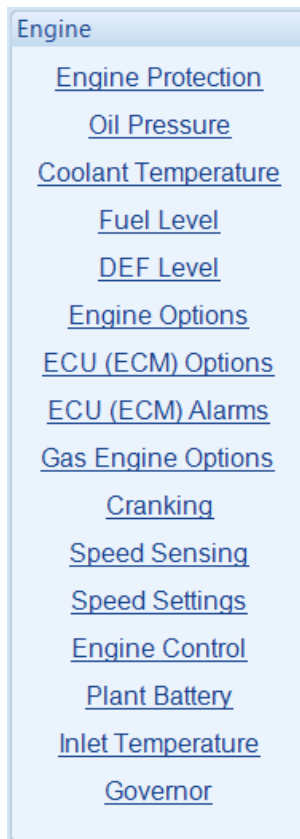 Engine
Engine Protection
Oil Pressure
Coolant Temperature
Fuel Level
DEF Level
Engine Options
ECU (ECM) Options
ECU (ECM) Alarms
Gas Engine Options
Cranking
Speed Sensing
Speed Settings
Engine Control
Plant Battery
Inlet Temperature
Governor